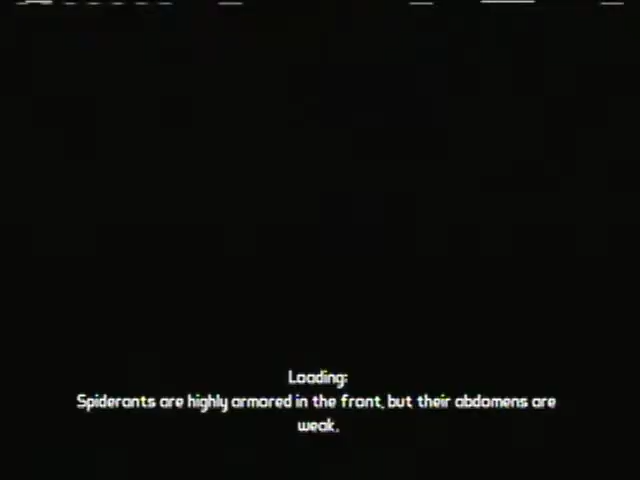 Loading:
Spiderants are highly armored in the front, but their abdomens are
weak.